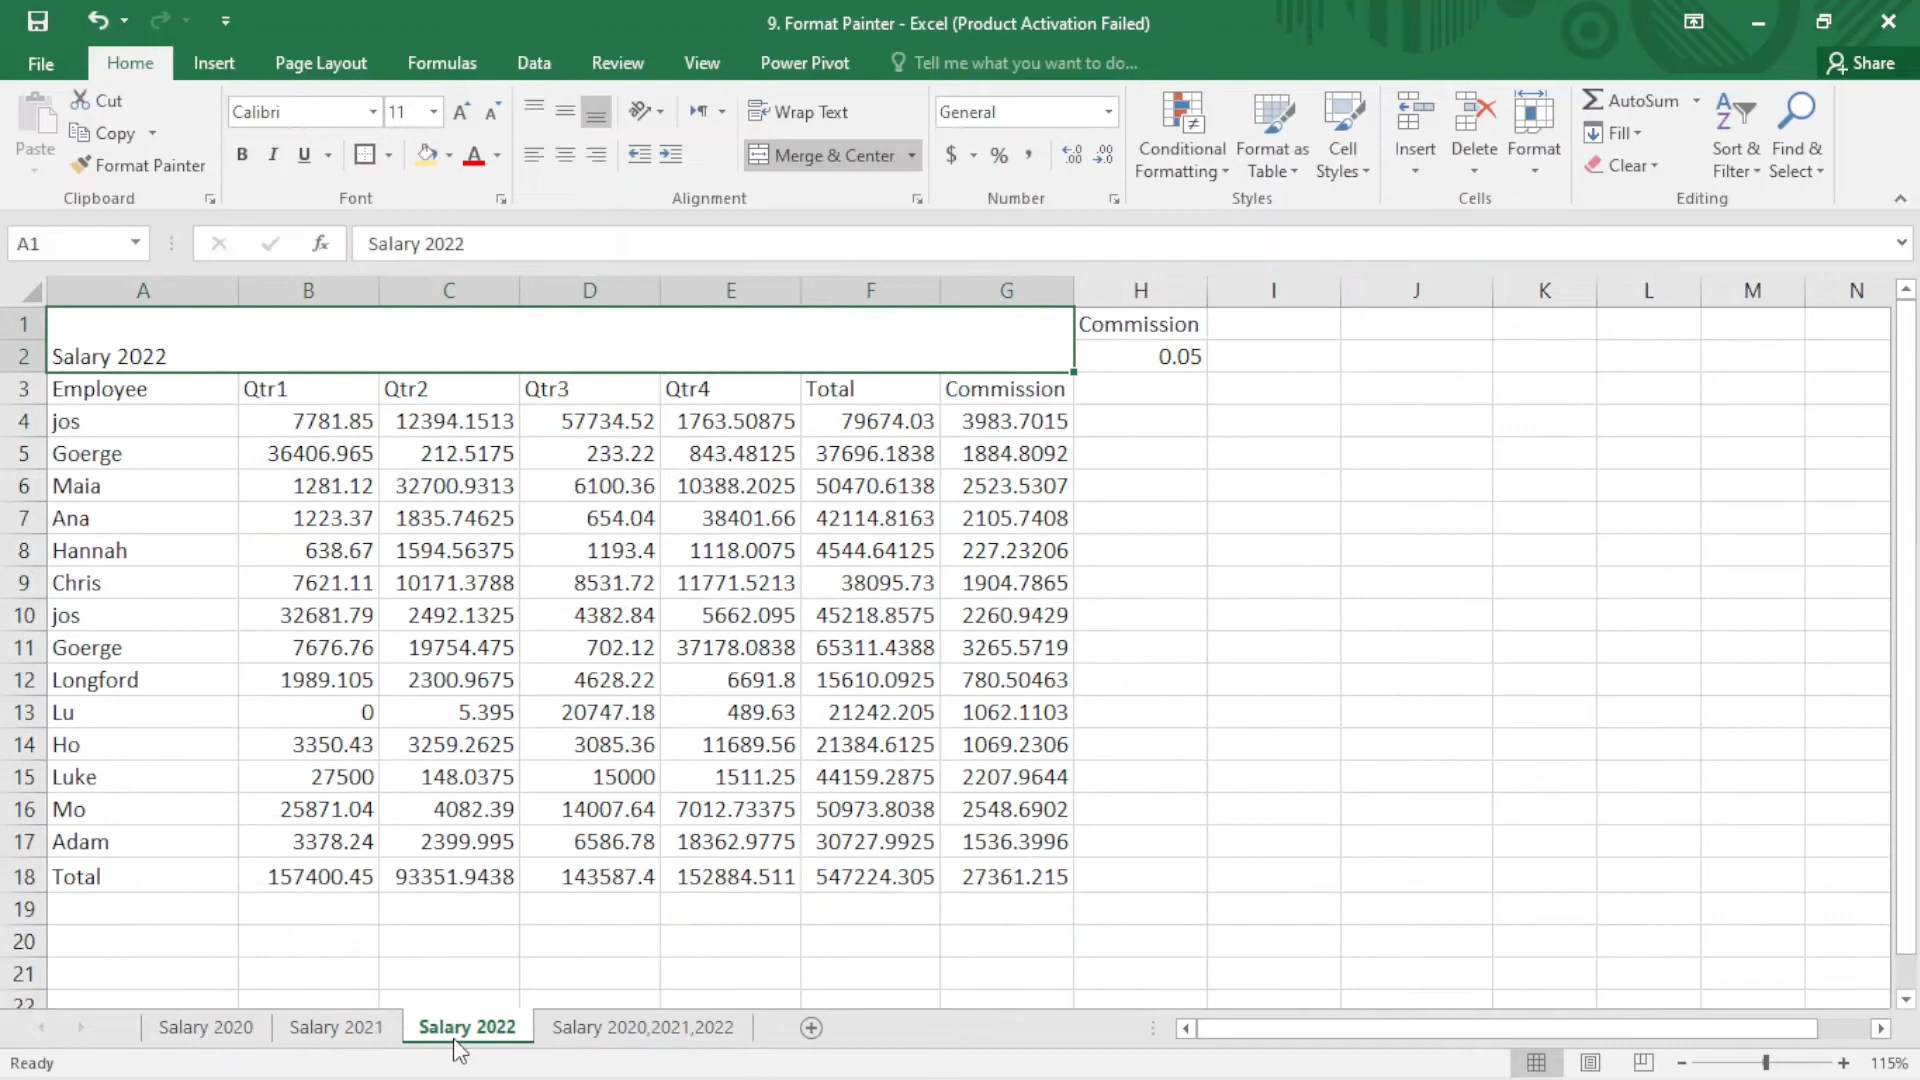 9. Format Painter - Excel (Product Activation Failed)
File Home Insert Page Layout Formulas Data Review View Power Pivot Tell me what you want to do... Share
Paste
Cut
Copy
Format Painter
Clipboard
Calibri 11
B I U A
Font
Wrap Text
Merge & Center
Alignment
General
$ % , .00 .00
Number
Conditional Formatting
Format as Table
Cell Styles
Styles
Insert Delete Format
Cells
AutoSum
Fill
Clear
Sort & Filter
Find & Select
Editing
A1 fx Salary 2022
A B C D E F G H I J K L M N
1 Commission
2 Salary 2022 0.05
3 Employee Qtr1 Qtr2 Qtr3 Qtr4 Total Commission
4 jos 7781.85 12394.1513 57734.52 1763.50875 79674.03 3983.7015
5 Goerge 36406.965 212.5175 233.22 843.48125 37696.1838 1884.8092
6 Maia 1281.12 32700.9313 6100.36 10388.2025 50470.6138 2523.5307
7 Ana 1223.37 1835.74625 654.04 38401.66 42114.8163 2105.7408
8 Hannah 638.67 1594.56375 1193.4 1118.0075 4544.64125 227.23206
9 Chris 7621.11 10171.3788 8531.72 11771.5213 38095.73 1904.7865
10 jos 32681.79 2492.1325 4382.84 5662.095 45218.8575 2260.9429
11 Goerge 7676.76 19754.475 702.12 37178.0838 65311.4388 3265.5719
12 Longford 1989.105 2300.9675 4628.22 6691.8 15610.0925 780.50463
13 Lu 0 5.395 20747.18 489.63 21242.205 1062.1103
14 Ho 3350.43 3259.2625 3085.36 11689.56 21384.6125 1069.2306
15 Luke 27500 148.0375 15000 1511.25 44159.2875 2207.9644
16 Mo 25871.04 4082.39 14007.64 7012.73375 50973.8038 2548.6902
17 Adam 3378.24 2399.995 6586.78 18362.9775 30727.9925 1536.3996
18 Total 157400.45 93351.9438 143587.4 152884.511 547224.305 27361.215
19
20
21
22
Salary 2020 Salary 2021 Salary 2022 Salary 2020,2021,2022
Ready 115%